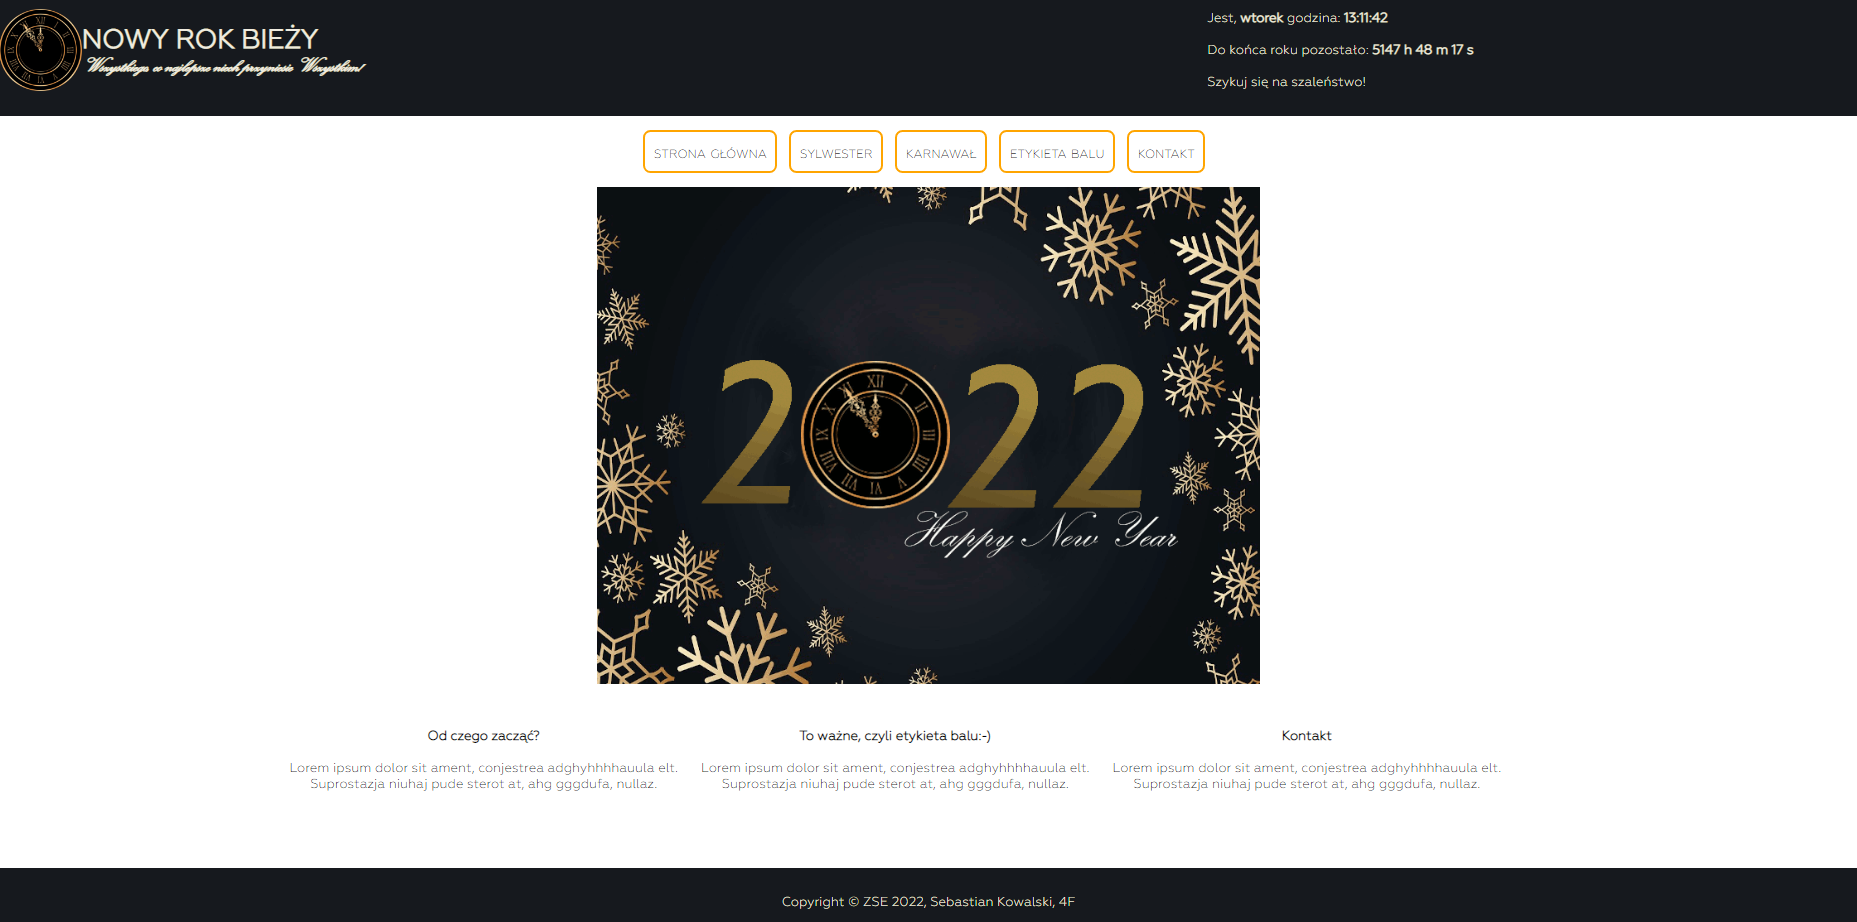 NOWY ROK BIEŻY
Wszystkiego co najlepsze niech przyniesie Wszystkim!
Jest, wtorek godzina: 13:11:42
Do końca roku pozostało: 5147 h 48 m 17 s
Szykuj się na szaleństwo!
STRONA GŁÓWNA SYLWESTER KARNAWAŁ ETYKIETA BALU KONTAKT
2022
Happy New Year
Od czego zacząć?
Lorem ipsum dolor sit ament, conjestrea adghyhhhhauula elt.
Suprostazja niuhaj pude sterot at, ahg gggdufa, nullaz.
To ważne, czyli etykieta balu:-)
Lorem ipsum dolor sit ament, conjestrea adghyhhhhauula elt.
Suprostazja niuhaj pude sterot at, ahg gggdufa, nullaz.
Kontakt
Lorem ipsum dolor sit ament, conjestrea adghyhhhhauula elt.
Suprostazja niuhaj pude sterot at, ahg gggdufa, nullaz.
Copyright © ZSE 2022, Sebastian Kowalski, 4F